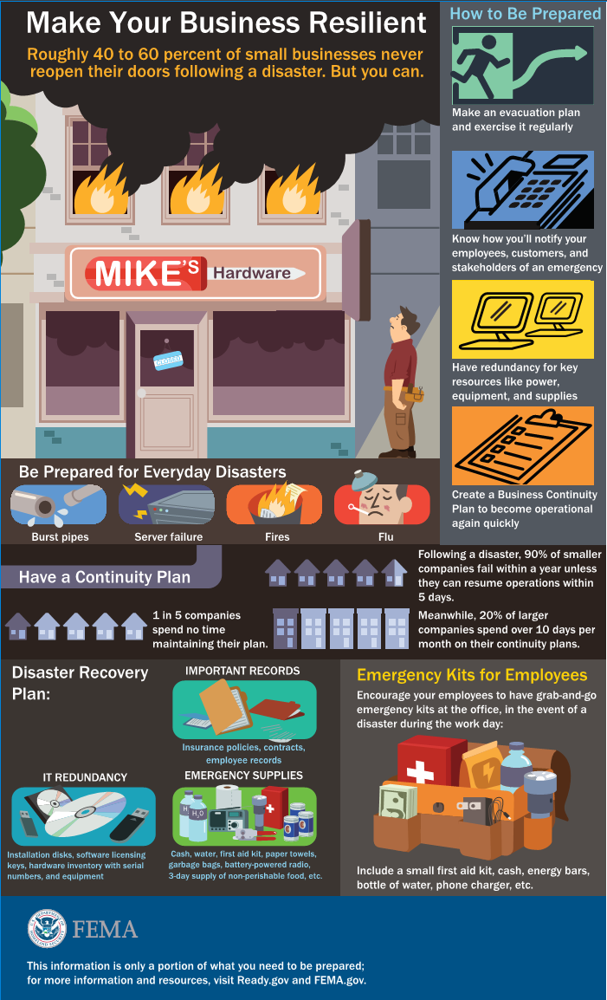 Make Your Business Resilient
Roughly 40 to 60 percent of small businesses never
reopen their doors following a disaster. But you can.
MIKE'S Hardware
CLOSED
How to Be Prepared
Make an evacuation plan
and exercise it regularly
Know how you'll notify your
employees, customers, and
stakeholders of an emergency
Have redundancy for key
resources like power,
equipment, and supplies
Create a Business Continuity
Plan to become operational
again quickly
Be Prepared for Everyday Disasters
Burst pipes
Server failure
Fires
Flu
Have a Continuity Plan
1 in 5 companies
spend no time
maintaining their plan.
Following a disaster, 90% of smaller
companies fail within a year unless
they can resume operations within
5 days.
Meanwhile, 20% of larger
companies spend over 10 days per
month on their continuity plans.
Disaster Recovery
Plan:
IMPORTANT RECORDS
Insurance policies, contracts,
employee records
IT REDUNDANCY
Installation disks, software licensing
keys, hardware inventory with serial
numbers, and equipment
EMERGENCY SUPPLIES
H₂O
Cash, water, first aid kit, paper towels,
garbage bags, battery-powered radio,
3-day supply of non-perishable food, etc.
Emergency Kits for Employees
Encourage your employees to have grab-and-go
emergency kits at the office, in the event of a
disaster during the work day:
Include a small first aid kit, cash, energy bars,
bottle of water, phone charger, etc.
FEMA
This information is only a portion of what you need to be prepared;
for more information and resources, visit Ready.gov and FEMA.gov.